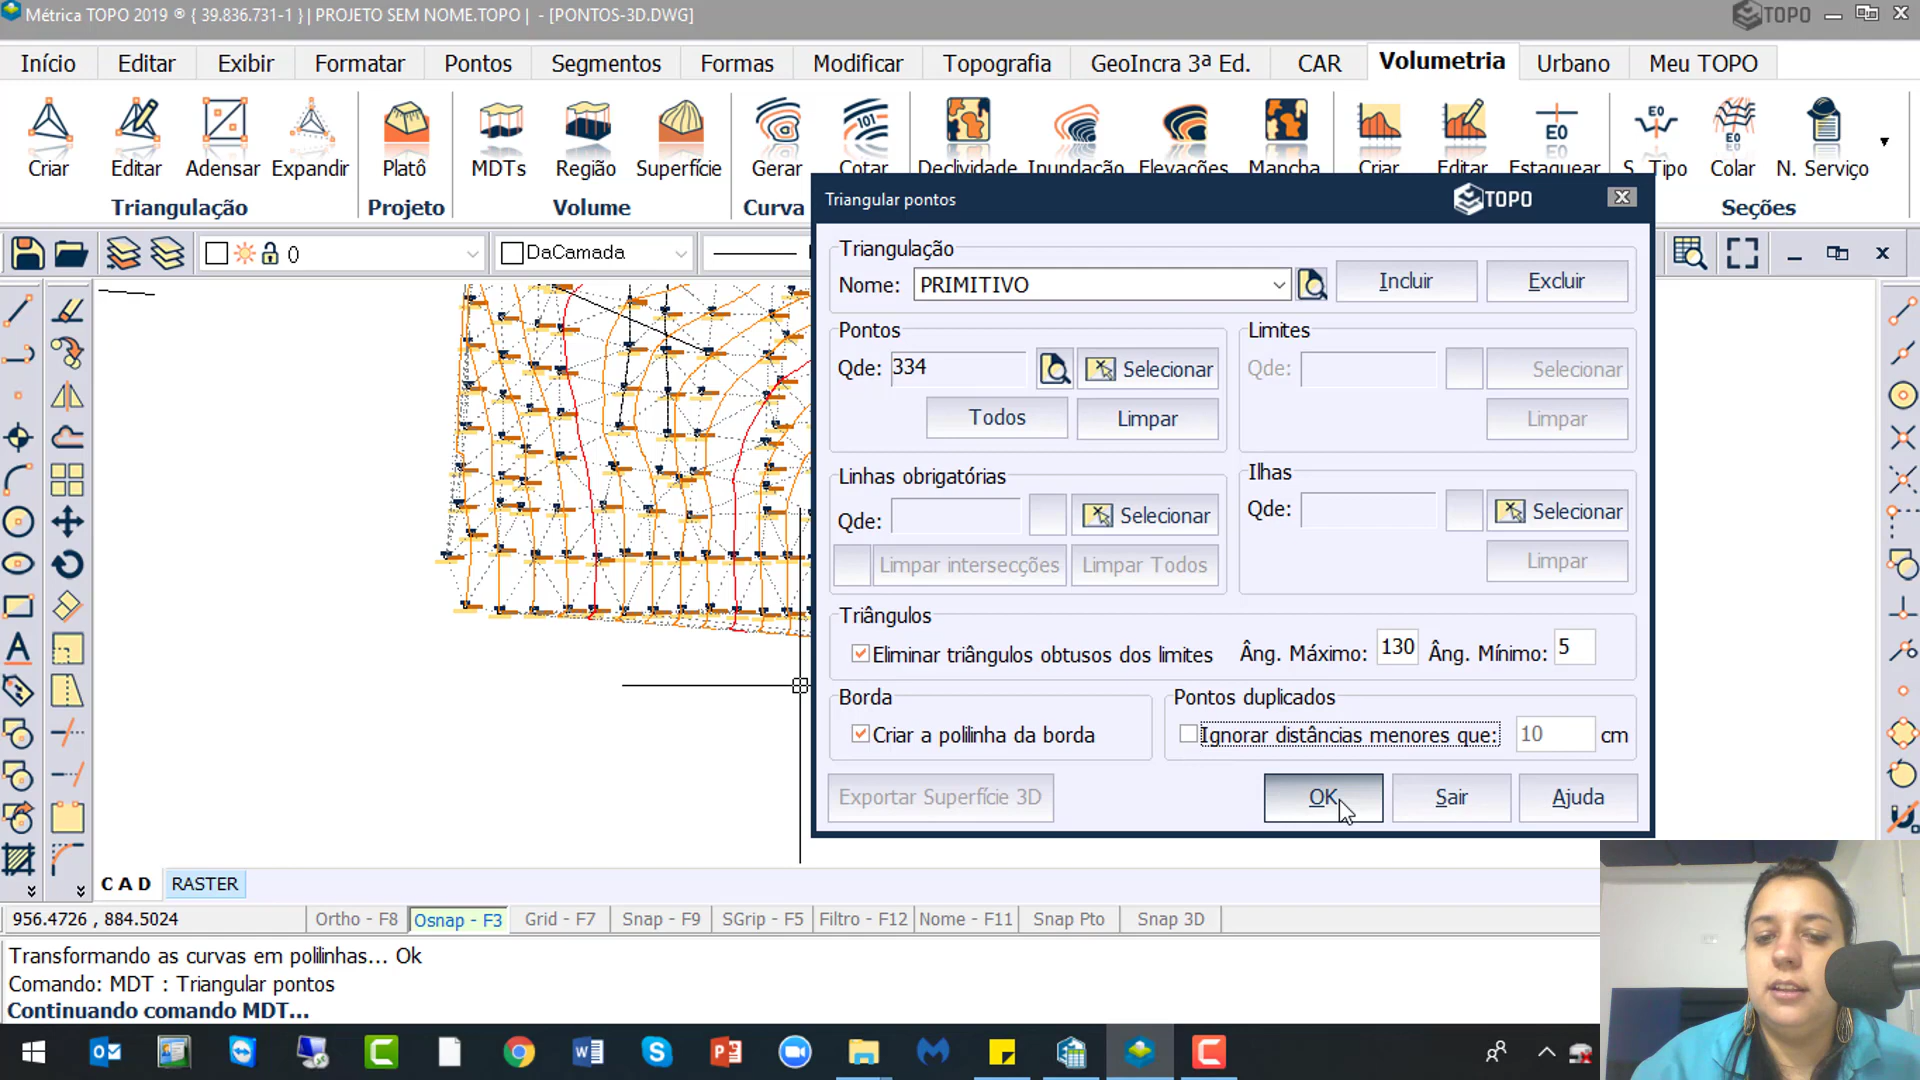 Métrica TOPO 2019 ® { 39.836.731-1 } | PROJETO SEM NOME.TOPO | - [PONTOS-3D.DWG]
TOPO
Início Editar Exibir Formatar Pontos Segmentos Formas Modificar Topografia GeoIncra 3ª Ed. CAR Volumetria Urbano Meu TOPO
101 E0 E0
Criar Editar Adensar Expandir Platô MDTs Região Superfície Gerar Cotar Declividade Inundação Elevações Mancha Criar Editar Estaquear S. Tipo Colar N. Serviço
Triangulação Projeto Volume Curva Seções
Triangular pontos
TOPO
0 DaCamada
Triangulação
Nome: PRIMITIVO Incluir Excluir
Pontos Limites
Qde: 334 Selecionar Qde: Selecionar
Todos Limpar Limpar
Linhas obrigatórias Ilhas
Qde: Selecionar Qde: Selecionar
Limpar intersecções Limpar Todos Limpar
Triângulos
Eliminar triângulos obtusos dos limites Âng. Máximo: 130 Âng. Mínimo: 5
Borda Pontos duplicados
Criar a polilinha da borda Ignorar distâncias menores que: 10 cm
Exportar Superfície 3D OK Sair Ajuda
C A D RASTER
956.4726 , 884.5024 Ortho - F8 Osnap - F3 Grid - F7 Snap - F9 SGrip - F5 Filtro - F12 Nome - F11 Snap Pto Snap 3D
Transformando as curvas em polilinhas... Ok
Comando: MDT : Triangular pontos
Continuando comando MDT...